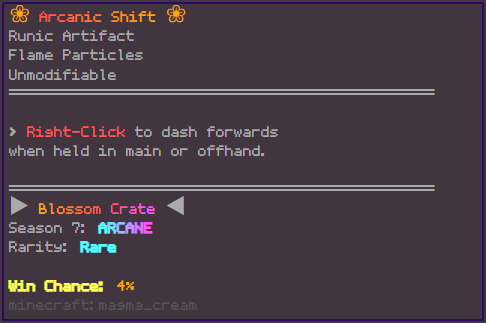 ❀ Arcanic Shift ❀
Runic Artifact
Flame Particles
Unmodifiable
› Right-Click to dash forwards
when held in main or offhand.
▶ Blossom Crate ◀
Season 7: ARCANE
Rarity: Rare
Win Chance: 4%
minecraft:magma_cream